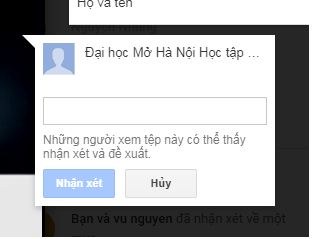 Họ và tên
Đại học Mở Hà Nội Học tập ...
Những người xem tệp này có thể thấy
nhận xét và đề xuất.
Nhận xét
Hủy
Bạn và vu nguyen đã nhận xét về một